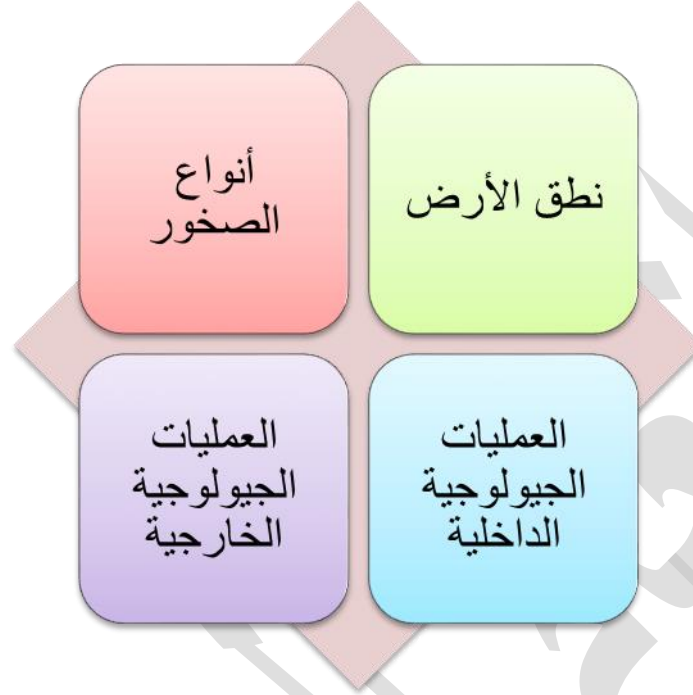 نطق الأرض
أنواع
الصخور
العمليات
الجيولوجية
الداخلية
العمليات
الجيولوجية
الخارجية